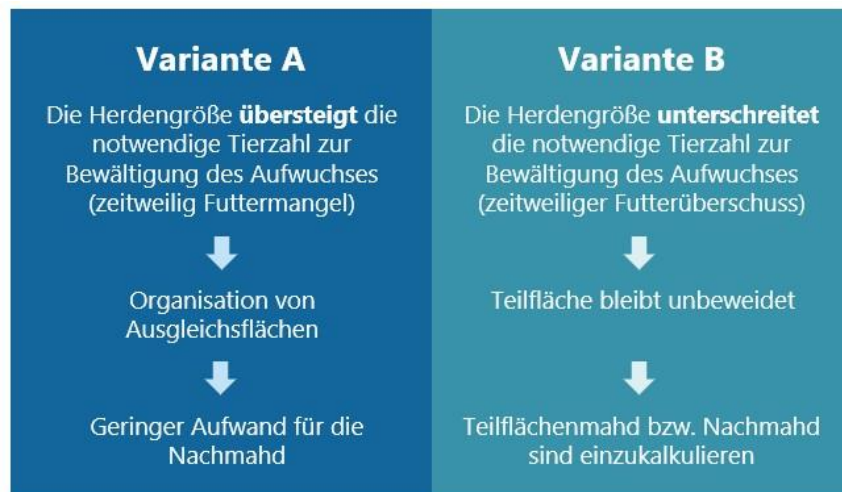 Variante A
Die Herdengröße übersteigt die
notwendige Tierzahl zur
Bewältigung des Aufwuchses
(zeitweilig Futtermangel)
Organisation von
Ausgleichsflächen
Geringer Aufwand für die
Nachmahd
Variante B
Die Herdengröße unterschreitet
die notwendige Tierzahl zur
Bewältigung des Aufwuchses
(zeitweiliger Futterüberschuss)
Teilfläche bleibt unbeweidet
Teilflächenmahd bzw. Nachmahd
sind einzukalkulieren